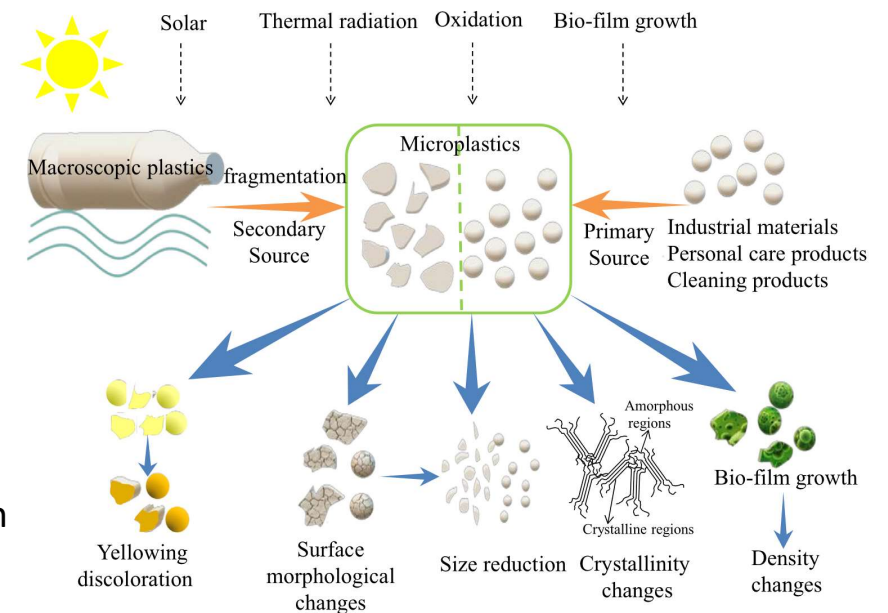 Solar
Thermal radiation
Oxidation
Bio-film growth
Macroscopic plastics
fragmentation
Secondary
Source
Microplastics
Primary
Source
Industrial materials
Personal care products
Cleaning products
Yellowing
discoloration
Surface
morphological
changes
Size reduction
Amorphous
regions
Crystalline regions
Crystallinity
changes
Bio-film growth
Density
changes